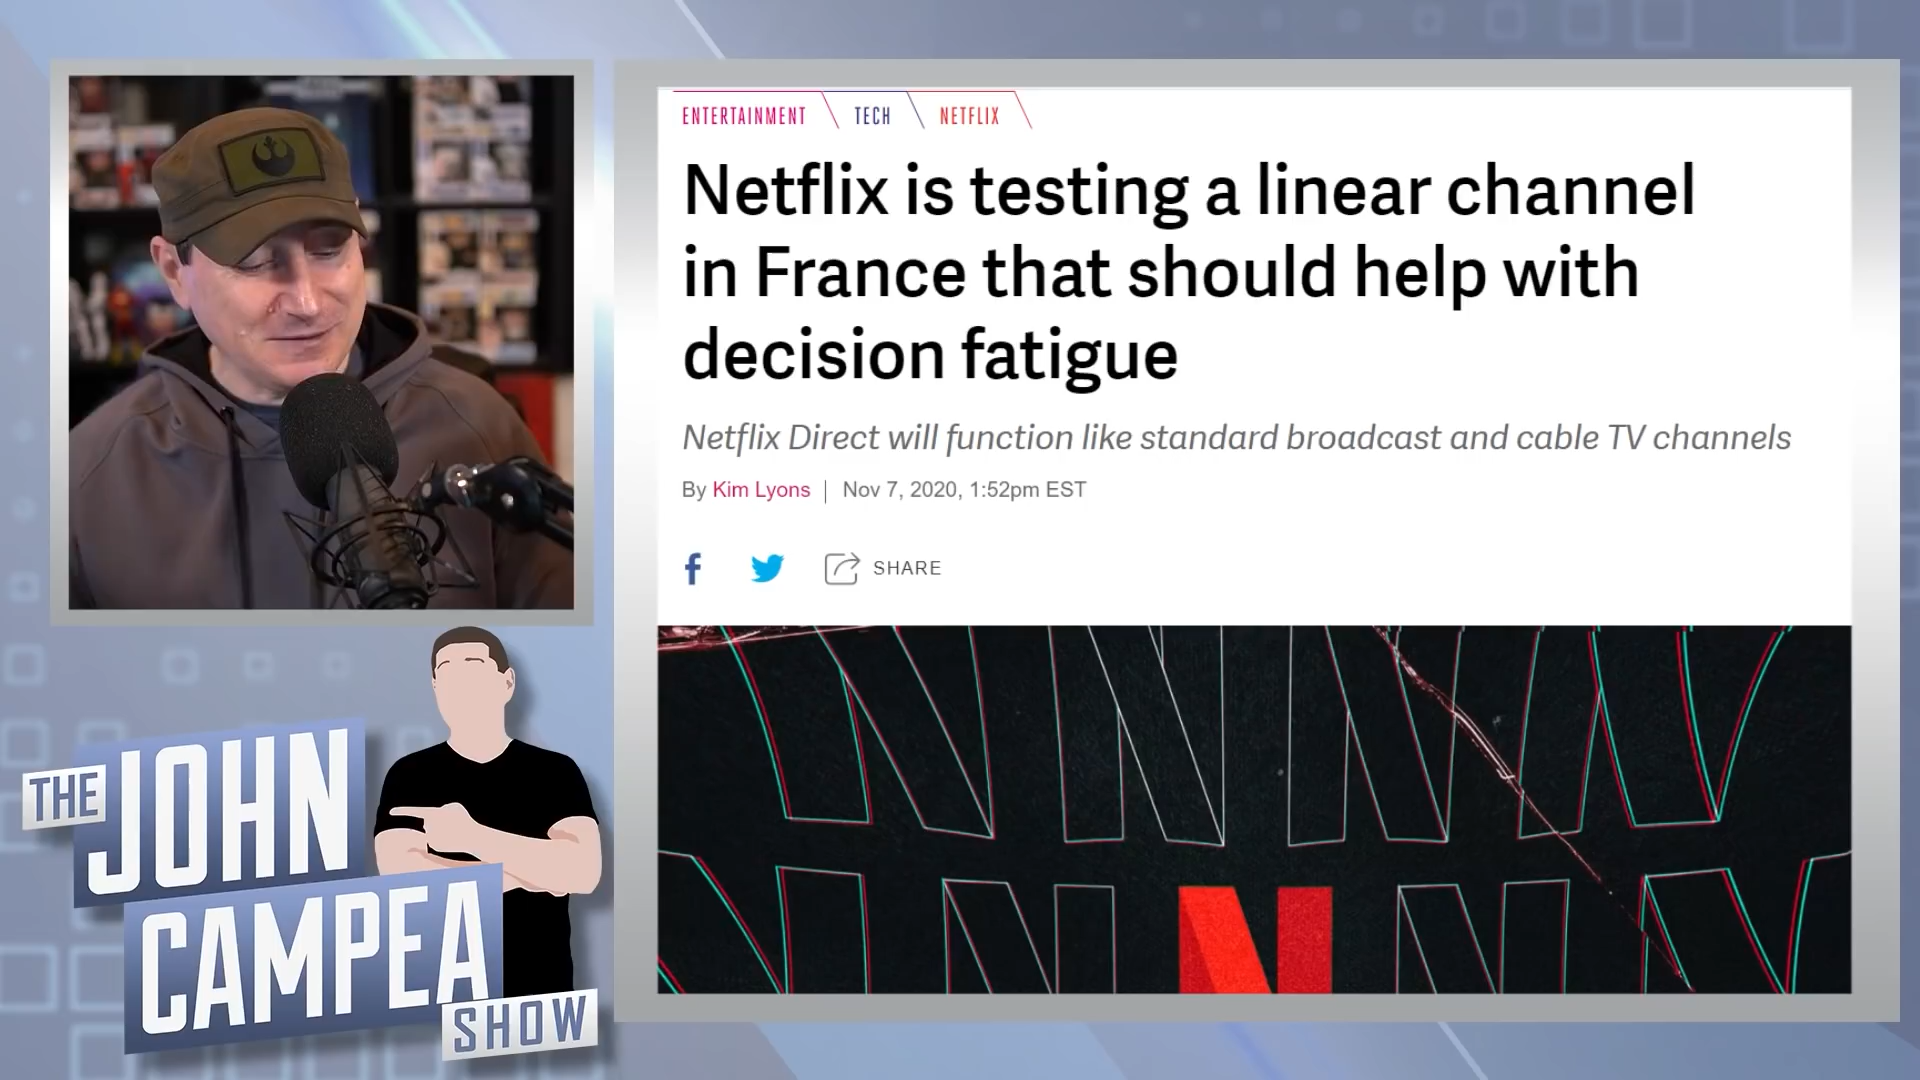 ENTERTAINMENT TECH NETFLIX
Netflix is testing a linear channel
in France that should help with
decision fatigue
Netflix Direct will function like standard broadcast and cable TV channels
By Kim Lyons | Nov 7, 2020, 1:52pm EST
SHARE
THE
JOHN
CAMPEA
SHOW